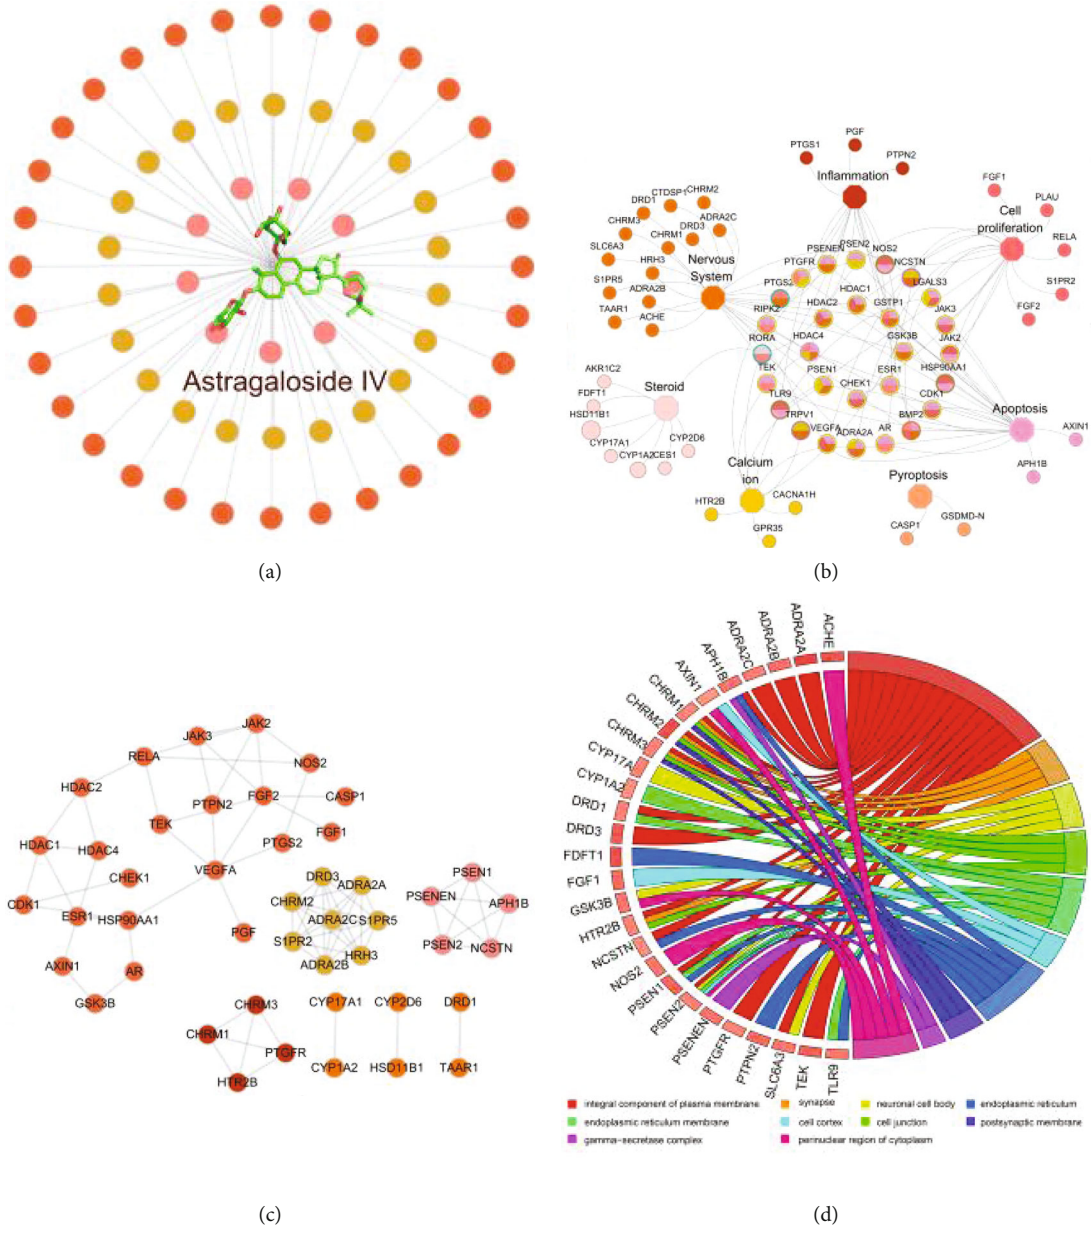 Astragaloside IV
(a)
PGF
PTGS1
PTPN2
Inflammation
FGF1
PLAU
Cell
proliferation
RELA
S1PR2
FGF2
CTDSP1
CHRM2
DRD1
CHRM3
ADRA2C
DRD3
CHRM1
SLC6A3
HRH3
Nervous
System
S1PR5
ADRA2B
TAAR1
ACHE
PSENEN
PSEN2
NOS2
NCSTN
PTGFR
PTGS2
HDAC1
LGALS3
RIPK2
HDAC2
GSTP1
JAK3
RORA
HDAC4
GSK3B
JAK2
TEK
PSEN1
ESR1
HSP90AA1
TLR9
CHEK1
CDK1
TRPV1
VEGFA
ADRA2A
AR
BMP2
AKR1C2
Steroid
FDFT1
HSD11B1
CYP17A1
CYP1A2
CES1
CYP2D6
Apoptosis
AXIN1
APH1B
Calcium
ion
HTR2B
CACNA1H
GPR35
Pyroptosis
CASP1
GSDMD-N
(b)
JAK2
JAK3
RELA
NOS2
HDAC2
PTPN2
FGF2
CASP1
TEK
FGF1
PTGS2
HDAC1
HDAC4
CHEK1
VEGFA
CDK1
ESR1
HSP90AA1
PGF
AXIN1
AR
GSK3B
DRD3
ADRA2A
CHRM2
ADRA2C
S1PR5
S1PR2
HRH3
ADRA2B
PSEN1
PSENEN
APH1B
PSEN2
NCSTN
CHRM3
CHRM1
PTGFR
HTR2B
CYP17A1
CYP2D6
DRD1
CYP1A2
HSD11B1
TAAR1
(c)
ACHE
ADRA2A
ADRA2B
ADRA2C
APH1B
AXIN1
CHRM1
CHRM2
CHRM3
CYP17A
CYP1A2
DRD1
DRD3
FDFT1
FGF1
GSK3B
HTR2B
NCSTN
NOS2
PSEN1
PSEN2
PSENEN
PTGFR
PTPN2
SLC6A3
TEK
TLR9
integral component of plasma membrane synapse neuronal cell body endoplasmic reticulum
endoplasmic reticulum membrane cell cortex cell junction postsynaptic membrane
gamma-secretase complex perinuclear region of cytoplasm
(d)